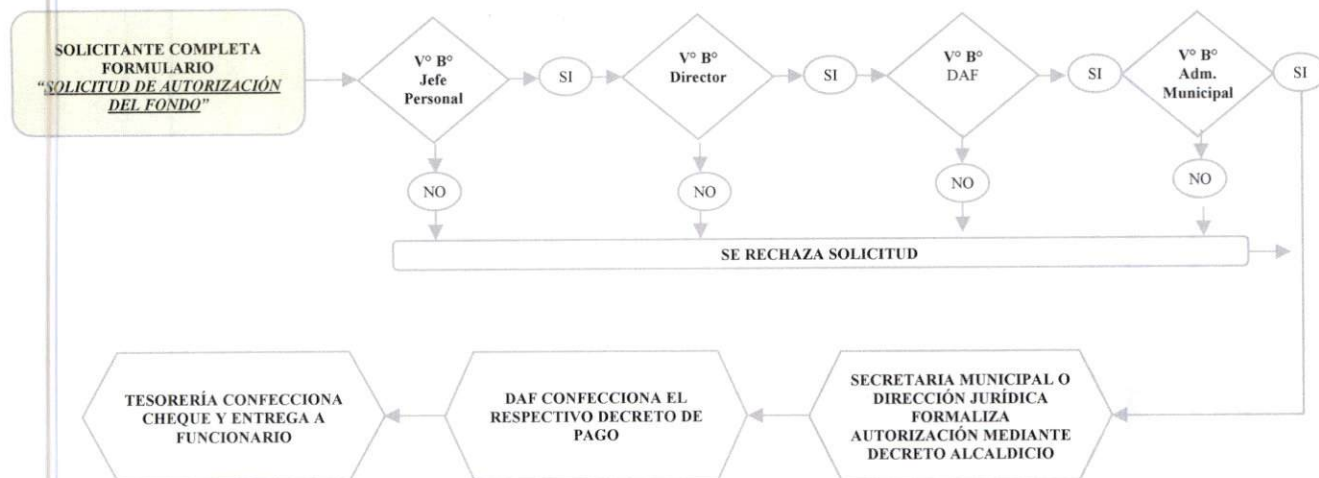 SOLICITANTE COMPLETA
FORMULARIO
“SOLICITUD DE AUTORIZACIÓN
DEL FONDO”
V° B°
Jefe
Personal
SI
V° B°
Director
SI
V° B°
DAF
SI
V° B°
Adm.
Municipal
SI
NO
NO
NO
NO
SE RECHAZA SOLICITUD
TESORERÍA CONFECCIONA
CHEQUE Y ENTREGA A
FUNCIONARIO
DAF CONFECCIONA EL
RESPECTIVO DECRETO DE
PAGO
SECRETARIA MUNICIPAL O
DIRECCIÓN JURÍDICA
FORMALIZA
AUTORIZACIÓN MEDIANTE
DECRETO ALCALDICIO